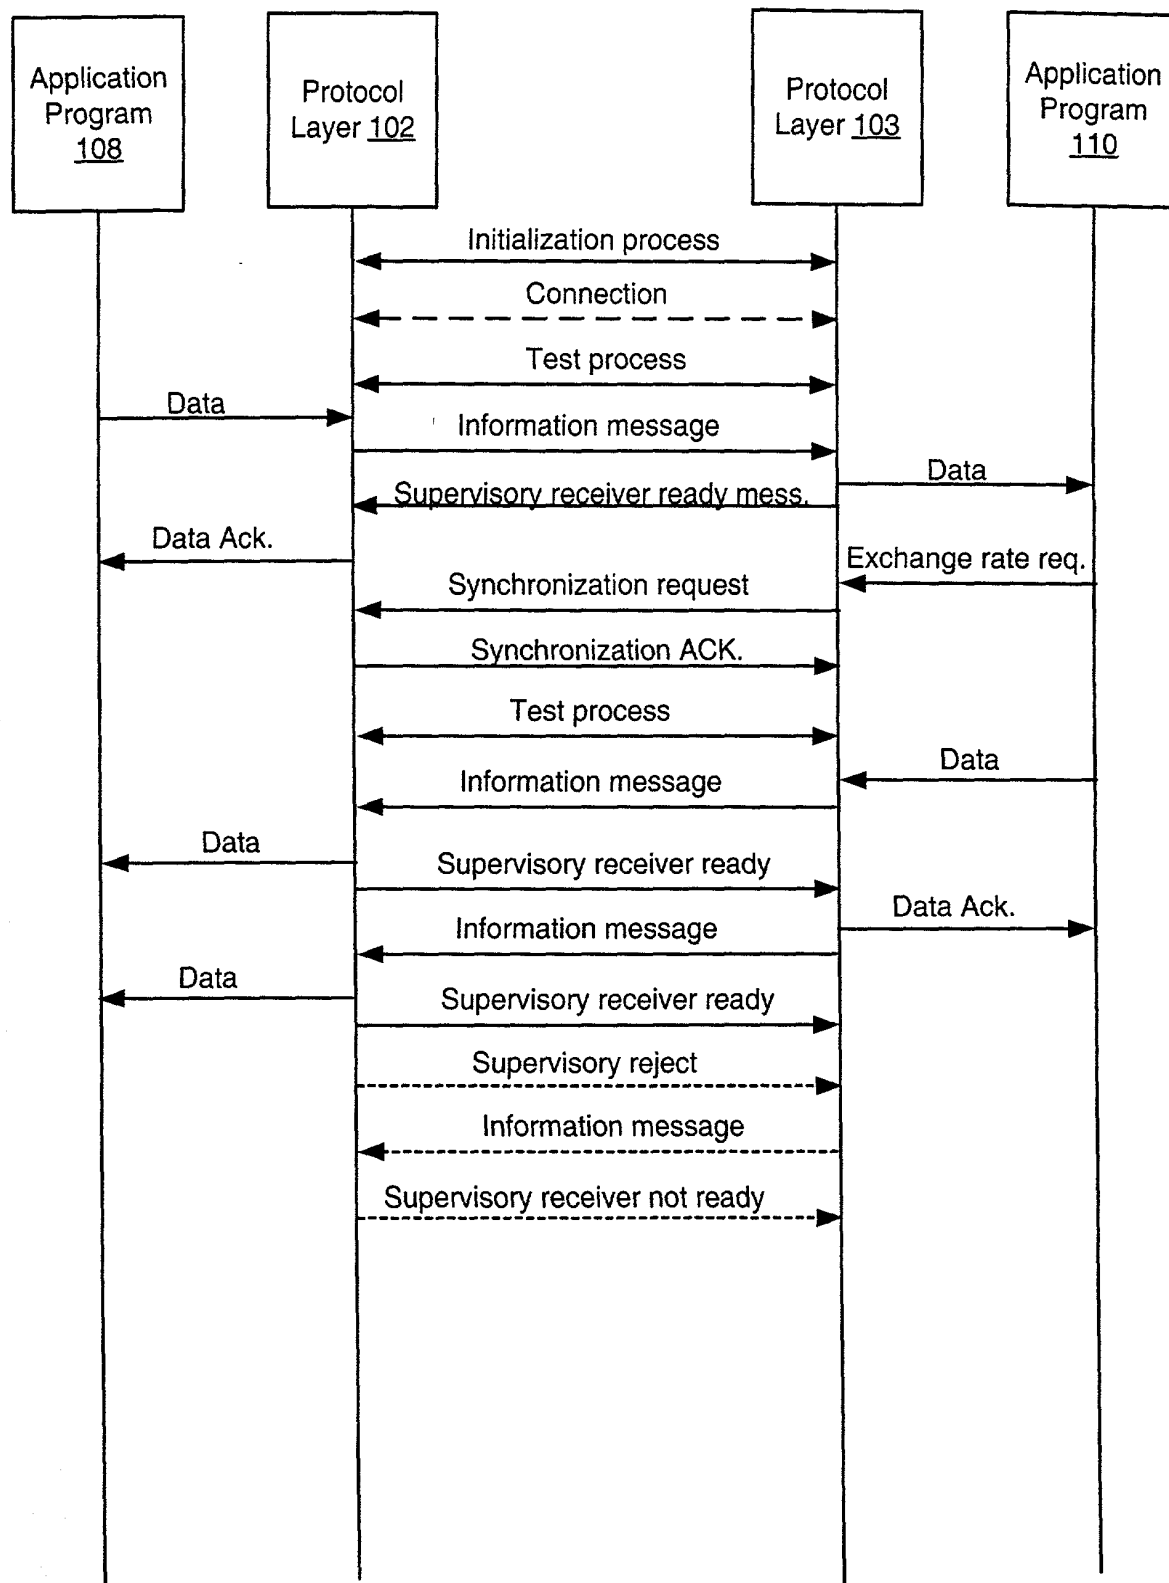 Application
Program
108
Protocol
Layer 102
Protocol
Layer 103
Application
Program
110
Initialization process
Connection
Test process
Data
Information message
Data
Supervisory receiver ready mess.
Data Ack.
Exchange rate req.
Synchronization request
Synchronization ACK.
Test process
Data
Information message
Data
Supervisory receiver ready
Data Ack.
Information message
Data
Supervisory receiver ready
Supervisory reject
Information message
Supervisory receiver not ready